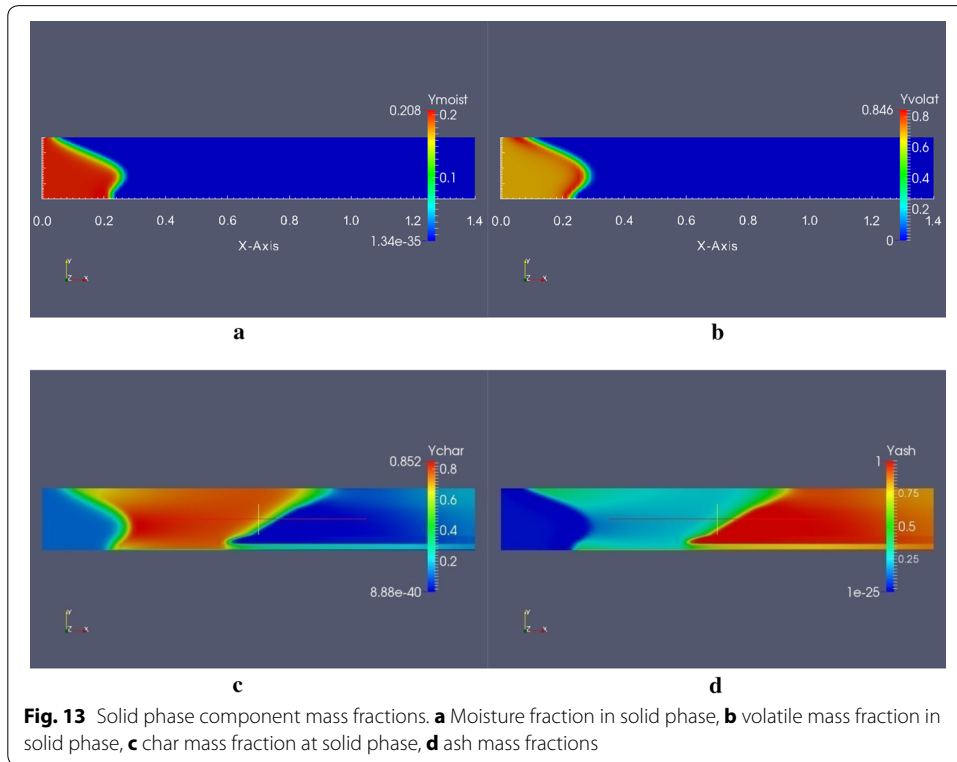 Ymoist
0.208
0.2
0.1
1.34e-35
0.0 0.2 0.4 0.6 0.8 1.0 1.2 1.4
X-Axis
Y
Z X
a
Yvolat
0.846
0.8
0.6
0.4
0.2
0
0.0 0.2 0.4 0.6 0.8 1.0 1.2 1.4
X-Axis
Y
Z X
b
Ychar
0.852
0.8
0.6
0.4
0.2
8.88e-40
Y
Z X
c
Yash
1
0.75
0.5
0.25
1e-25
Y
Z X
d
Fig. 13 Solid phase component mass fractions. a Moisture fraction in solid phase, b volatile mass fraction in
solid phase, c char mass fraction at solid phase, d ash mass fractions